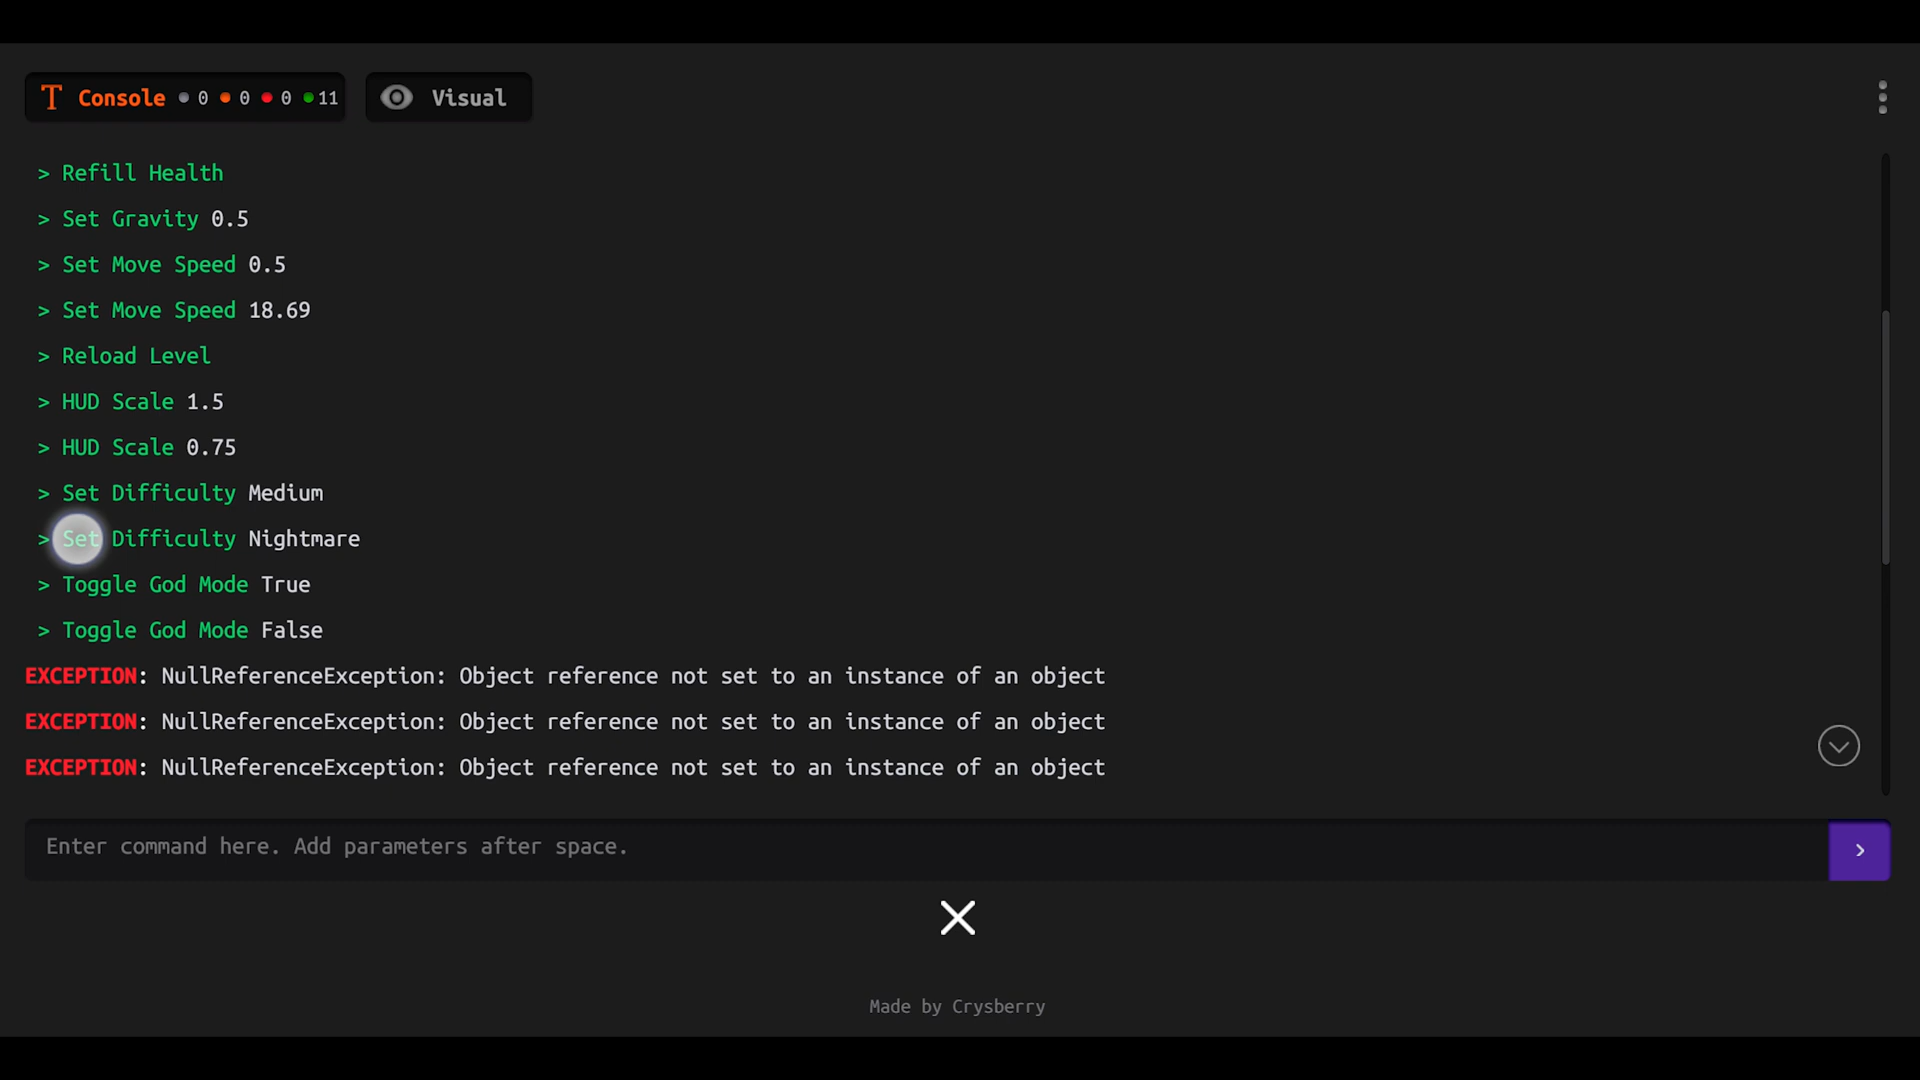 T Console 0 0 0 11 Visual
> Refill Health
> Set Gravity 0.5
> Set Move Speed 0.5
> Set Move Speed 18.69
> Reload Level
> HUD Scale 1.5
> HUD Scale 0.75
> Set Difficulty Medium
> Set Difficulty Nightmare
> Toggle God Mode True
> Toggle God Mode False
EXCEPTION: NullReferenceException: Object reference not set to an instance of an object
EXCEPTION: NullReferenceException: Object reference not set to an instance of an object
EXCEPTION: NullReferenceException: Object reference not set to an instance of an object
Enter command here. Add parameters after space.
Made by Crysberry